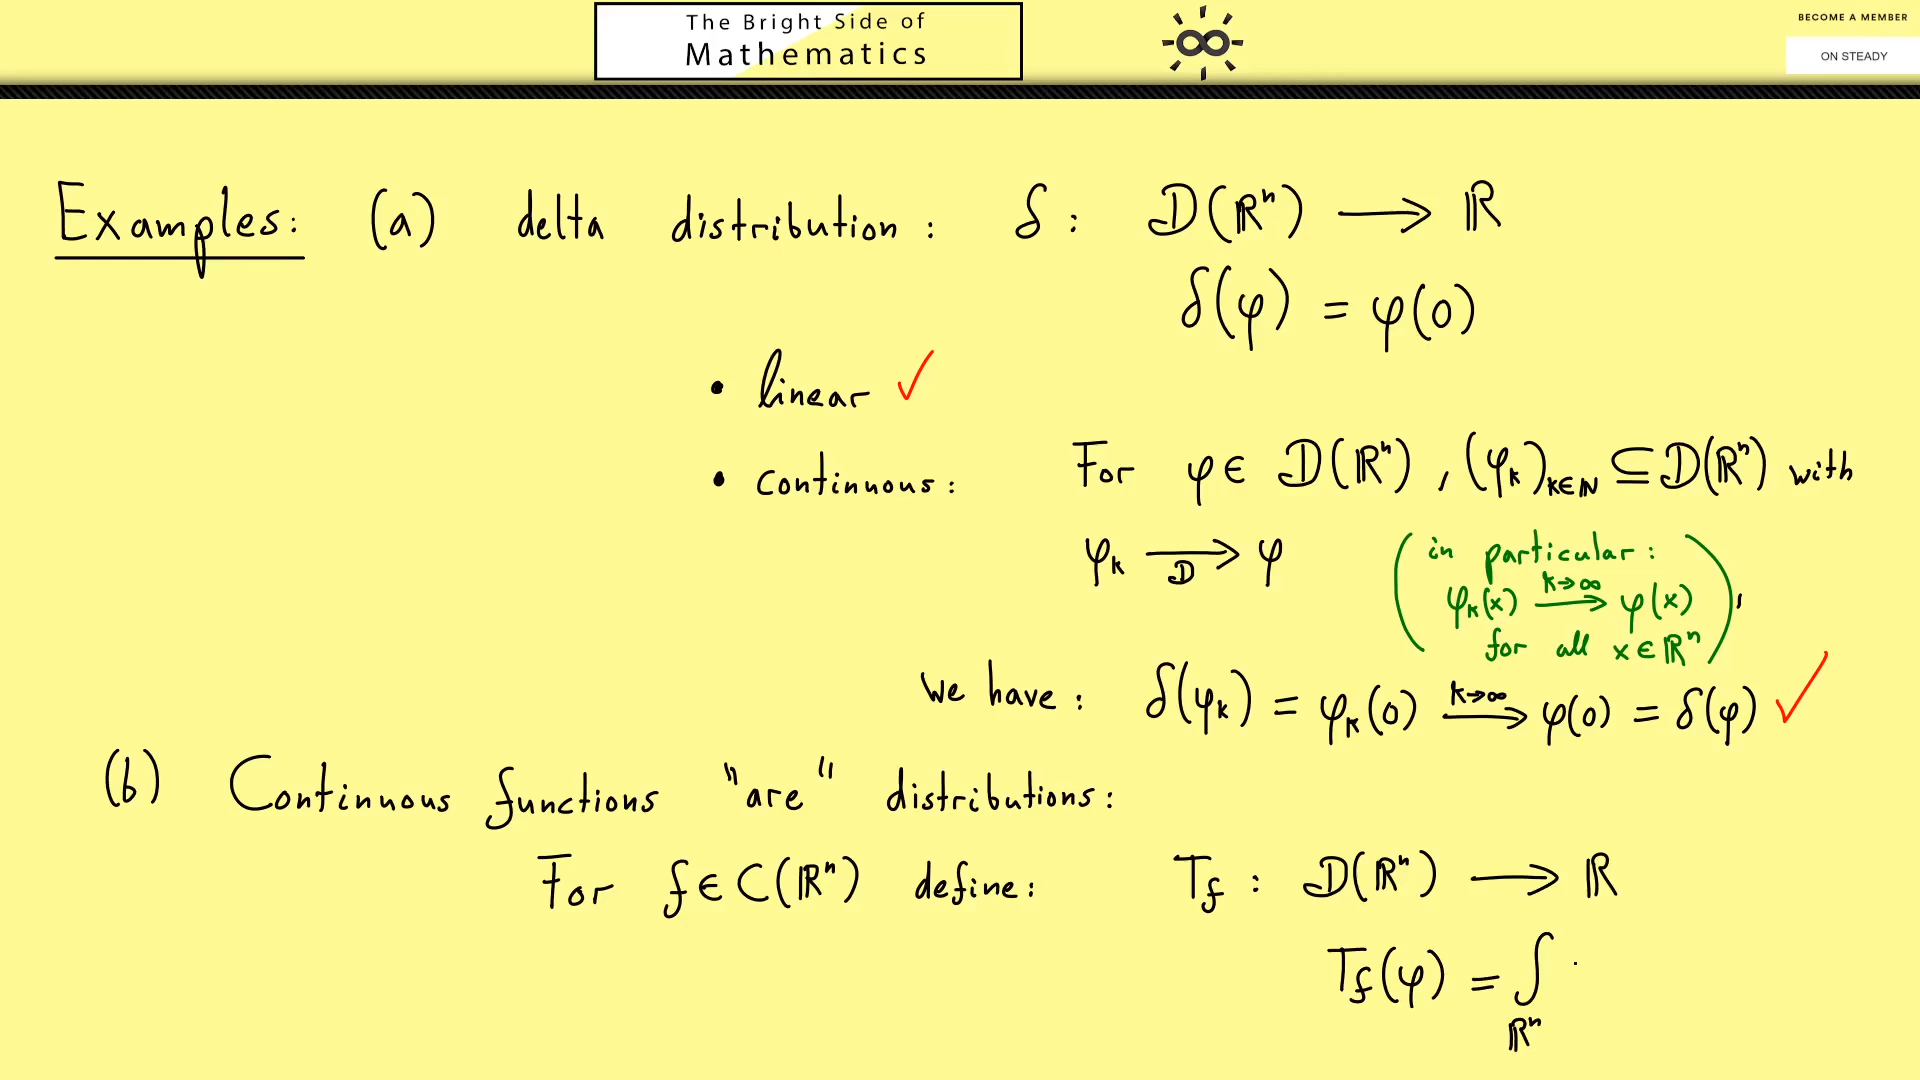 The Bright Side of
Mathematics
BECOME A MEMBER
ON STEADY
Examples: (a) delta distribution: δ: 𝒟(ℝⁿ) ⟶ ℝ
δ(φ) = φ(0)
• linear ✓
• continuous: For φ ∈ 𝒟(ℝⁿ), (φₖ)ₖ∈ℕ ⊆ 𝒟(ℝⁿ) with
φₖ ⟶_𝒟 φ
(in particular:
φₖ(x) ⟶^{k→∞} φ(x)
for all x ∈ ℝⁿ),
We have: δ(φₖ) = φₖ(0) ⟶^{k→∞} φ(0) = δ(φ) ✓
(b) Continuous functions "are" distributions:
For f ∈ C(ℝⁿ) define: T_f : 𝒟(ℝⁿ) ⟶ ℝ
T_f(φ) = ∫_{ℝⁿ}